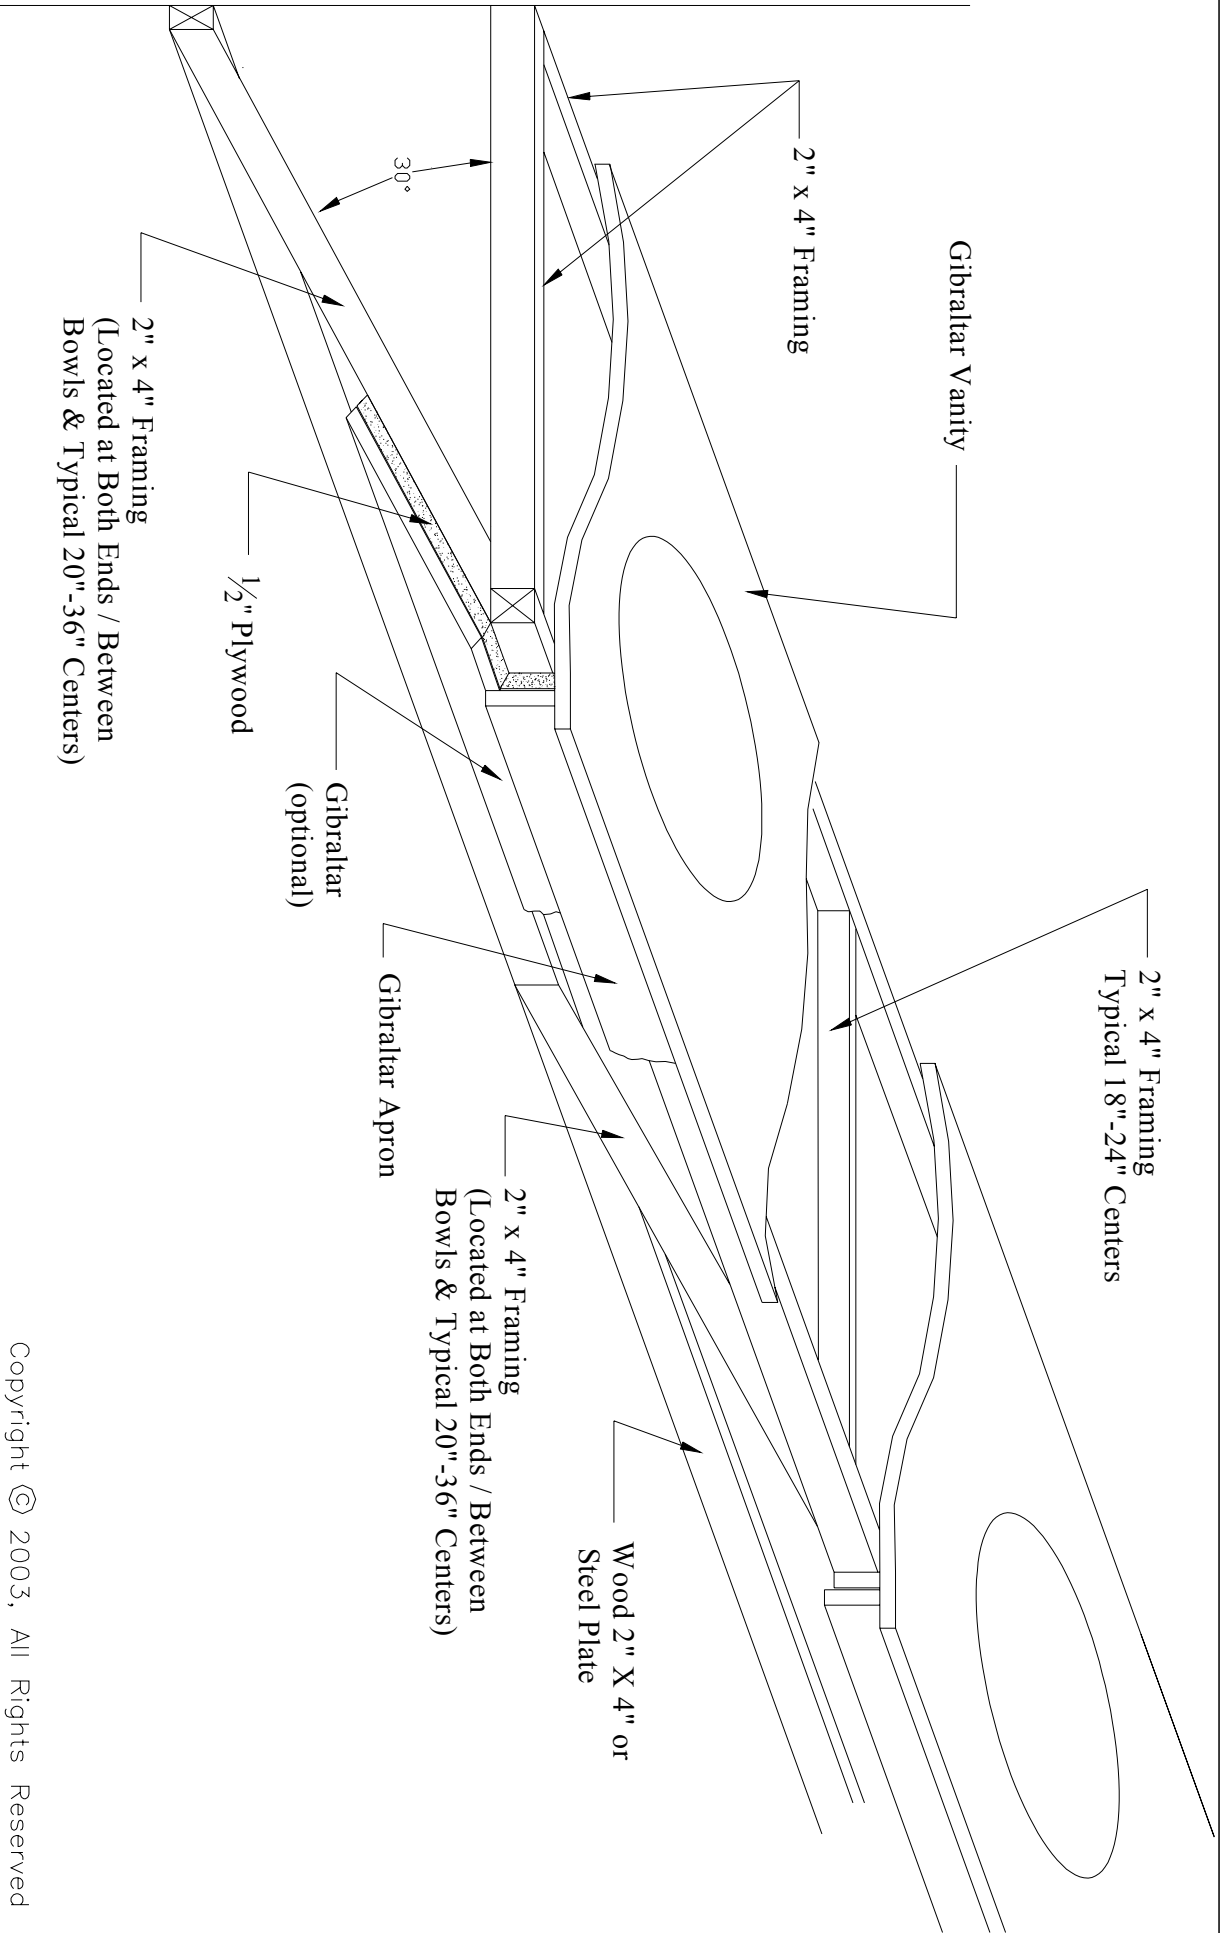 Gibraltar Vanity
2" x 4" Framing
2" x 4" Framing
Typical 18"-24" Centers
30°
2" x 4" Framing
(Located at Both Ends / Between
Bowls & Typical 20"-36" Centers)
½" Plywood
Gibraltar
(optional)
Gibraltar Apron
2" x 4" Framing
(Located at Both Ends / Between
Bowls & Typical 20"-36" Centers)
Wood 2" X 4" or
Steel Plate
Copyright © 2003, All Rights Reserved